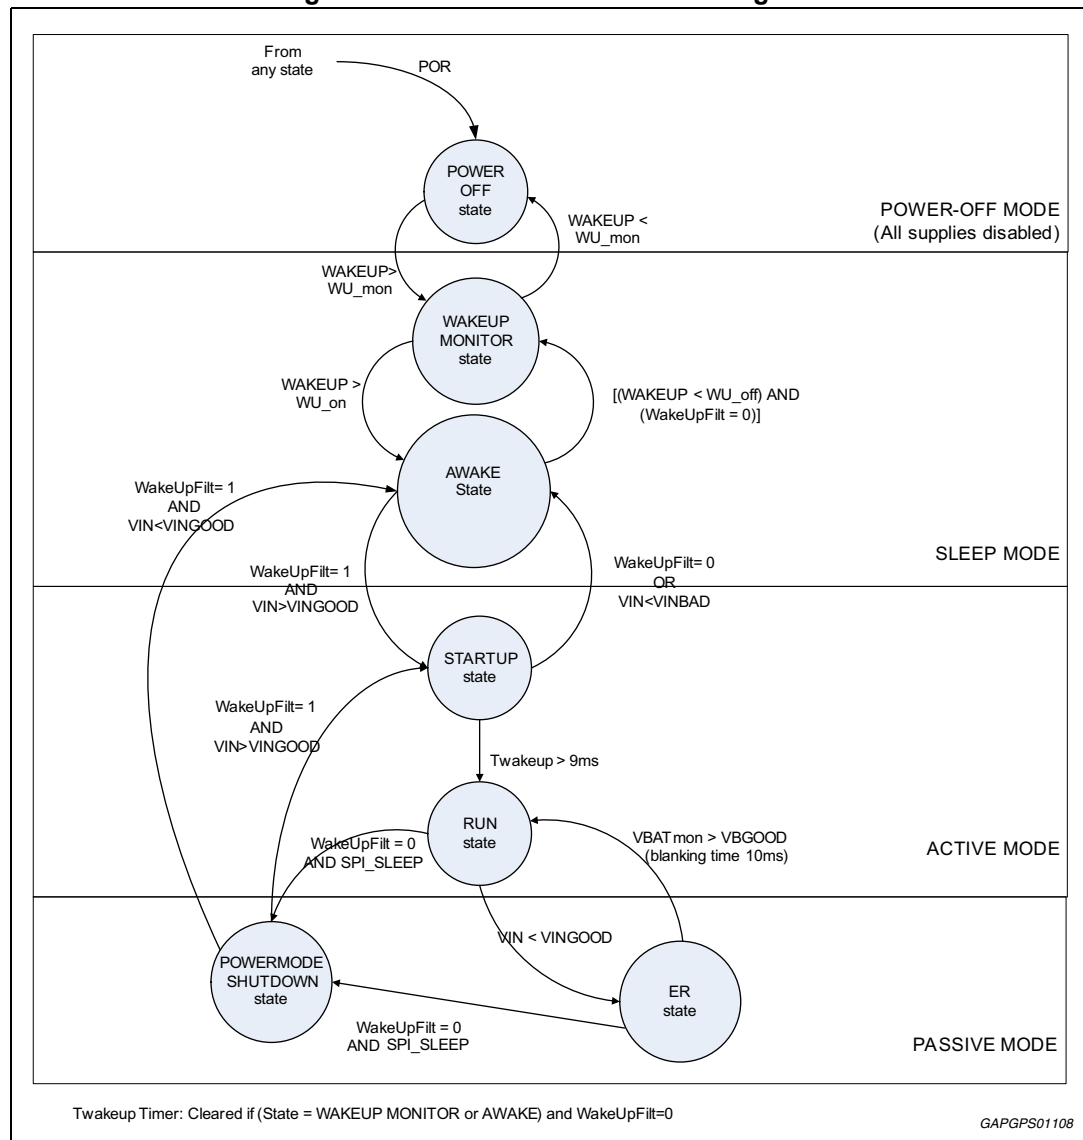 From
any state
POR
POWER
OFF
state
WAKEUP <
WU_mon
POWER-OFF MODE
(All supplies disabled)
WAKEUP>
WU_mon
WAKEUP
MONITOR
state
WAKEUP >
WU_on
[(WAKEUP < WU_off) AND
(WakeUpFilt = 0)]
AWAKE
State
WakeUpFilt= 1
AND
VIN<VINGOOD
SLEEP MODE
WakeUpFilt= 1
AND
VIN>VINGOOD
WakeUpFilt= 0
OR
VIN<VINBAD
STARTUP
state
WakeUpFilt= 1
AND
VIN>VINGOOD
Twakeup > 9ms
RUN
state
WakeUpFilt = 0
AND SPI_SLEEP
VBATmon > VBGOOD
(blanking time 10ms)
ACTIVE MODE
VIN < VINGOOD
POWERMODE
SHUTDOWN
state
ER
state
WakeUpFilt = 0
AND SPI_SLEEP
PASSIVE MODE
Twakeup Timer: Cleared if (State = WAKEUP MONITOR or AWAKE) and WakeUpFilt=0
GAPGPS01108